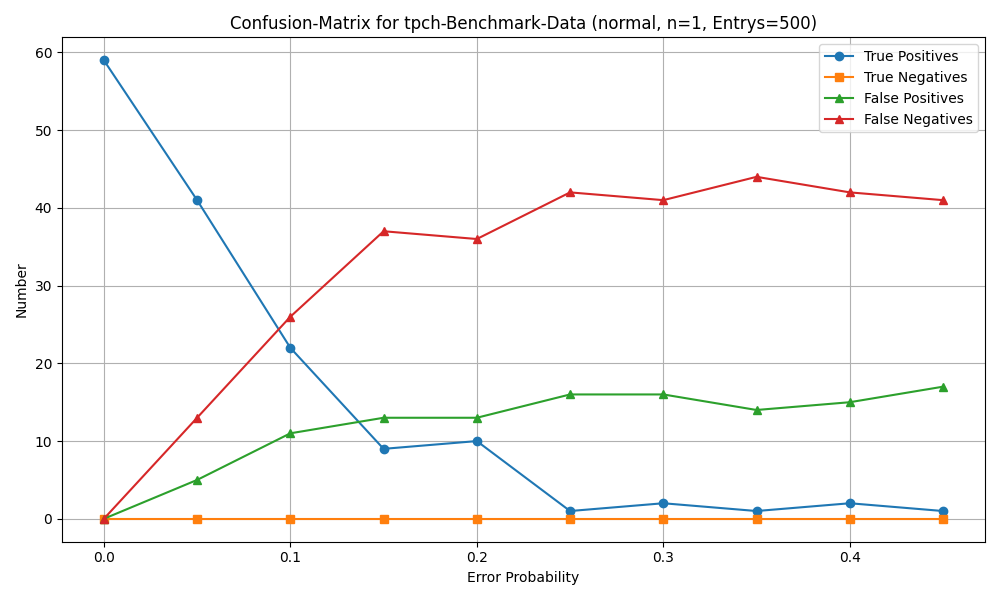 Confusion-Matrix for tpch-Benchmark-Data (normal, n=1, Entrys=500)
True Positives
True Negatives
False Positives
False Negatives
Number
60
50
40
30
20
10
0
0.0 0.1 0.2 0.3 0.4
Error Probability